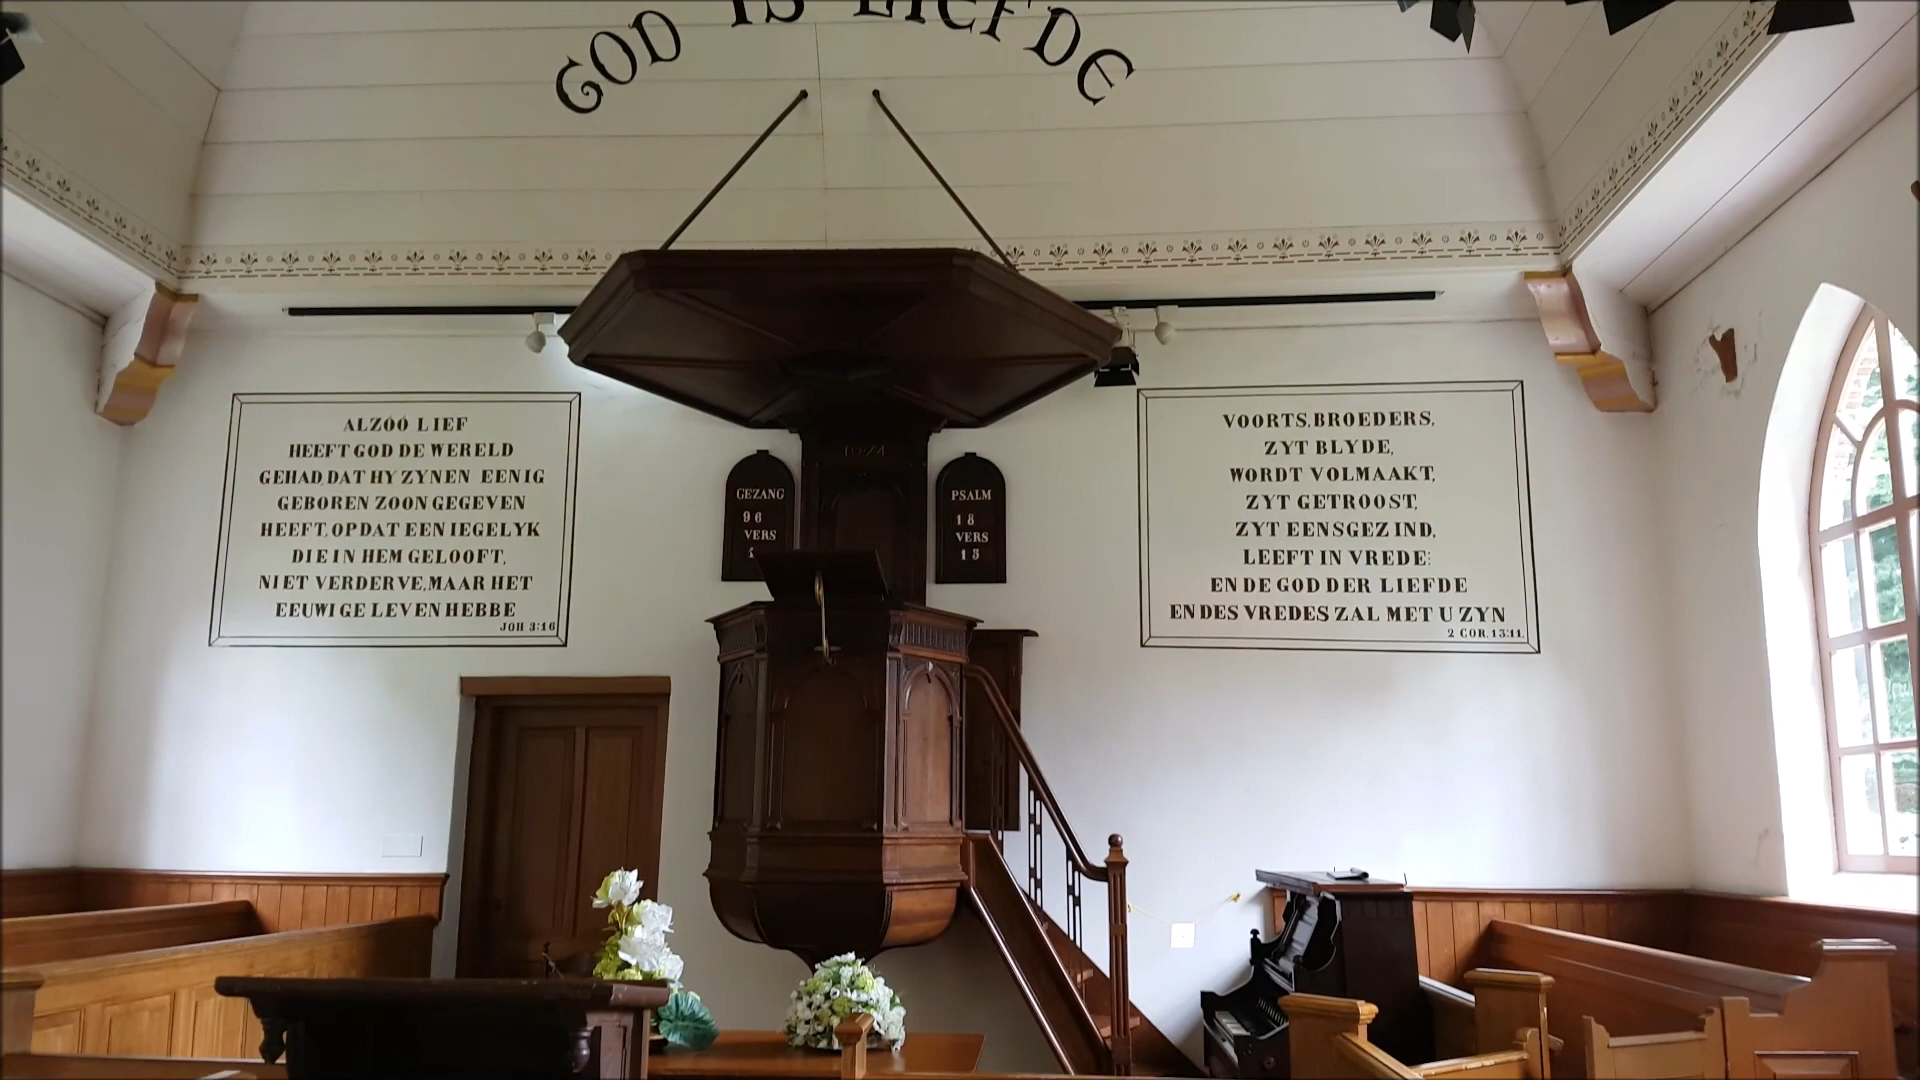 GOD IS LIEFDE
ALZÓÓ LIEF
HEEFT GOD DE WERELD
GEHAD, DAT HY ZYNEN EENIG
GEBOREN ZOON GEGEVEN
HEEFT, OPDAT EEN IEGELYK
DIE IN HEM GELOOFT,
NIET VERDERVE, MAAR HET
EEUWIGE LEVEN HEBBE
JOH 3:16
GEZANG
96
VERS
1
PSALM
18
VERS
15
VOORTS, BROEDERS,
ZYT BLYDE,
WORDT VOLMAAKT,
ZYT GETROOST,
ZYT EENSGEZIND,
LEEFT IN VREDE:
EN DE GOD DER LIEFDE
EN DES VREDES ZAL MET U ZYN
2 COR. 13:11.